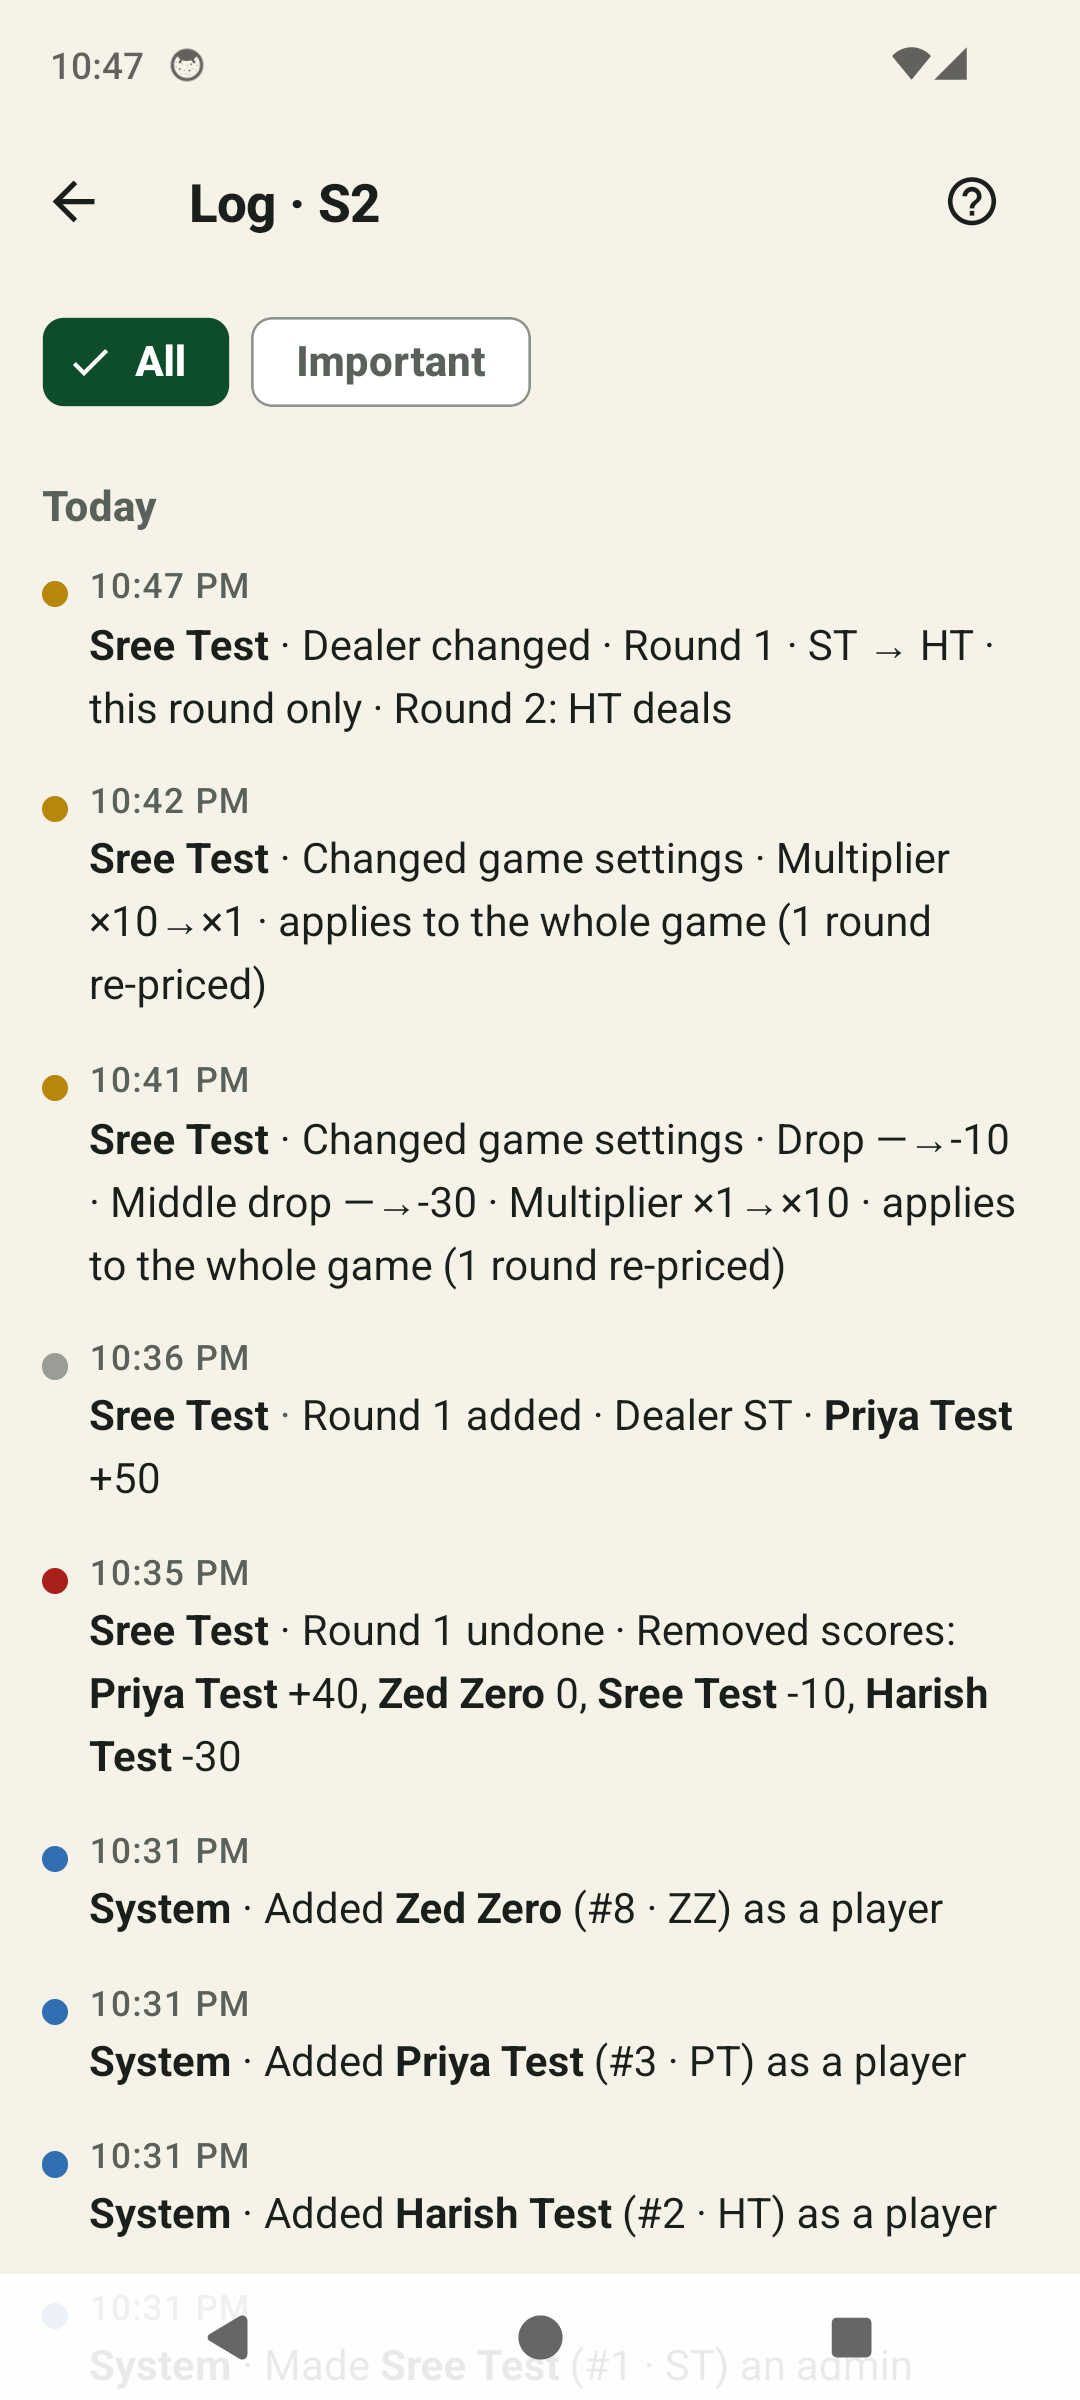 10:47
Log · S2
All
Important
Today
10:47 PM
Sree Test · Dealer changed · Round 1 · ST → HT ·
this round only · Round 2: HT deals
10:42 PM
Sree Test · Changed game settings · Multiplier
×10→×1 · applies to the whole game (1 round
re-priced)
10:41 PM
Sree Test · Changed game settings · Drop —→-10
· Middle drop —→-30 · Multiplier ×1→×10 · applies
to the whole game (1 round re-priced)
10:36 PM
Sree Test · Round 1 added · Dealer ST · Priya Test
+50
10:35 PM
Sree Test · Round 1 undone · Removed scores:
Priya Test +40, Zed Zero 0, Sree Test -10, Harish
Test -30
10:31 PM
System · Added Zed Zero (#8 · ZZ) as a player
10:31 PM
System · Added Priya Test (#3 · PT) as a player
10:31 PM
System · Added Harish Test (#2 · HT) as a player
10:31 PM
System · Made Sree Test (#1 · ST) an admin